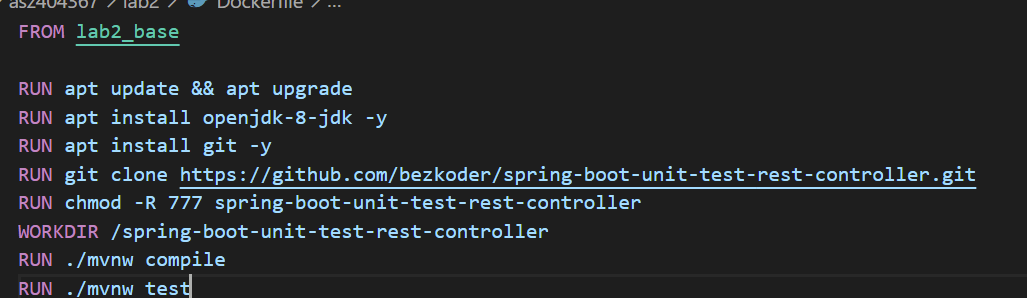 asz404367 / lab2 / Dockerfile / ...
FROM lab2_base
RUN apt update && apt upgrade
RUN apt install openjdk-8-jdk -y
RUN apt install git -y
RUN git clone https://github.com/bezkoder/spring-boot-unit-test-rest-controller.git
RUN chmod -R 777 spring-boot-unit-test-rest-controller
WORKDIR /spring-boot-unit-test-rest-controller
RUN ./mvnw compile
RUN ./mvnw test